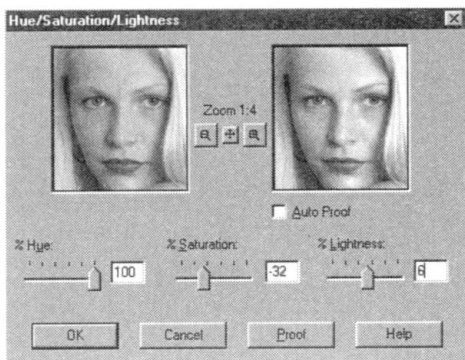 Hue/Saturation/Lightness
Zoom 1:4
Auto Proof
% Hue:
100
% Saturation:
-32
% Lightness:
6
OK
Cancel
Proof
Help